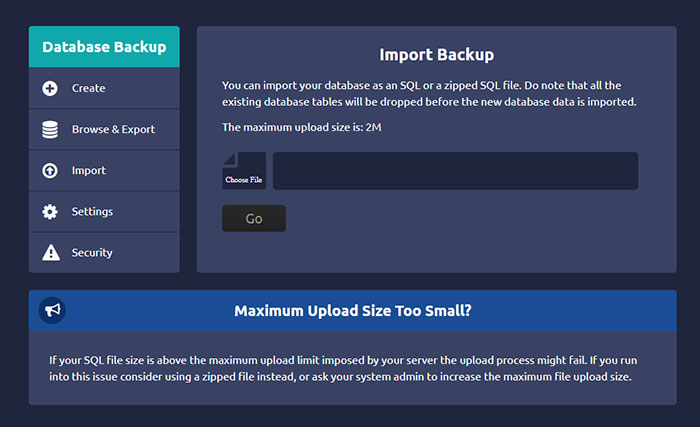 Database Backup
Create
Browse & Export
Import
Settings
Security
Import Backup
You can import your database as an SQL or a zipped SQL file. Do note that all the
existing database tables will be dropped before the new database data is imported.
The maximum upload size is: 2M
Choose File
Go
Maximum Upload Size Too Small?
If your SQL file size is above the maximum upload limit imposed by your server the upload process might fail. If you run
into this issue consider using a zipped file instead, or ask your system admin to increase the maximum file upload size.